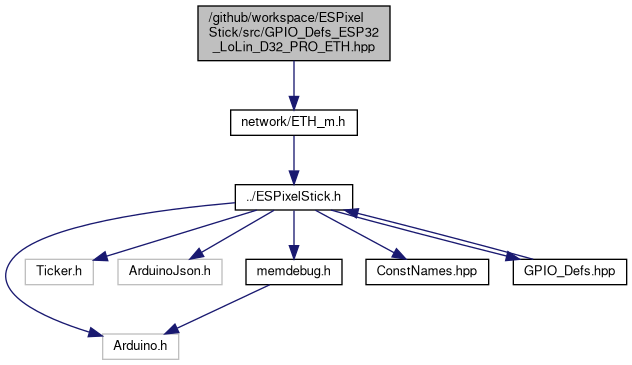 /github/workspace/ESPixel
Stick/src/GPIO_Defs_ESP32
_LoLin_D32_PRO_ETH.hpp
network/ETH_m.h
../ESPixelStick.h
Ticker.h
ArduinoJson.h
memdebug.h
ConstNames.hpp
GPIO_Defs.hpp
Arduino.h